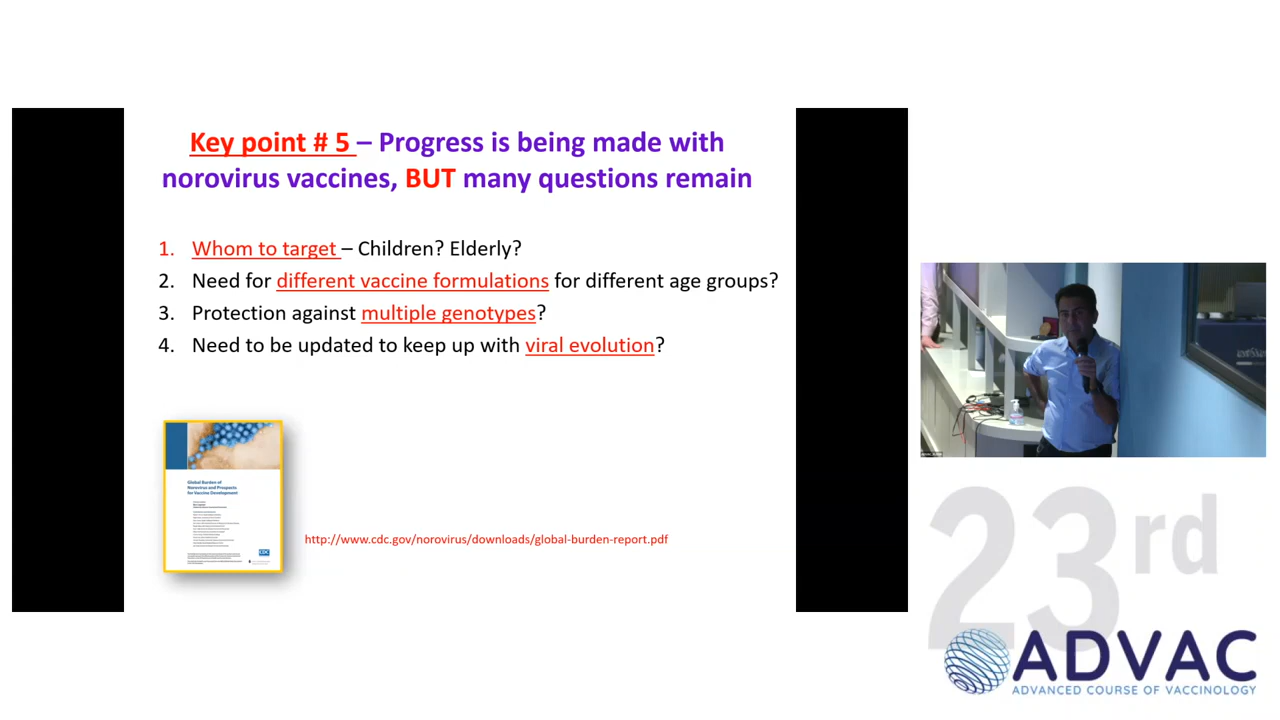 Key point # 5 – Progress is being made with
norovirus vaccines, BUT many questions remain
1. Whom to target – Children? Elderly?
2. Need for different vaccine formulations for different age groups?
3. Protection against multiple genotypes?
4. Need to be updated to keep up with viral evolution?
Global Burden of
Norovirus and Prospects
for Vaccine Development
CDC
http://www.cdc.gov/norovirus/downloads/global-burden-report.pdf
23rd
ADVAC
ADVANCED COURSE OF VACCINOLOGY